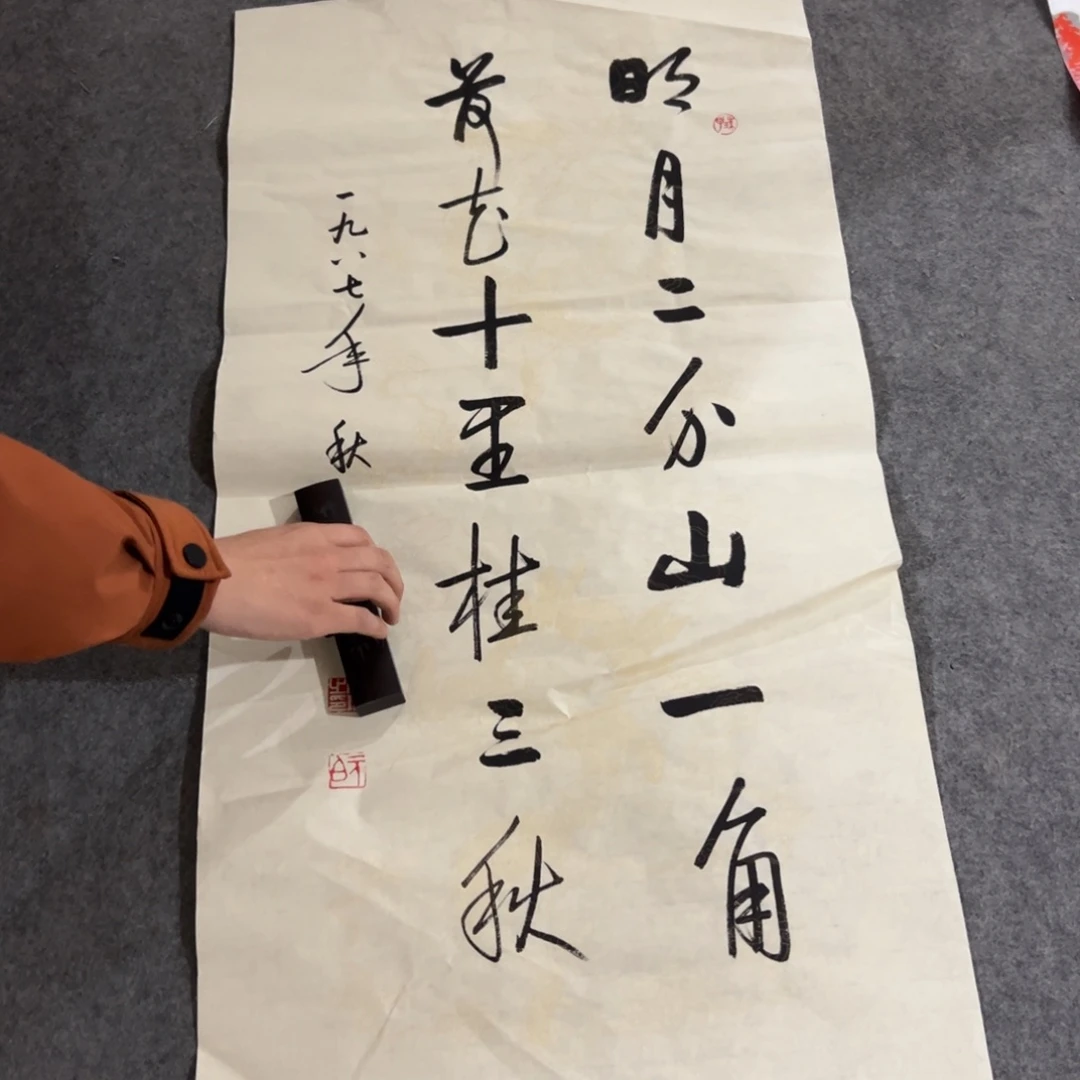 明月二分山一角
荷花十里桂三秋
一九八七年 秋